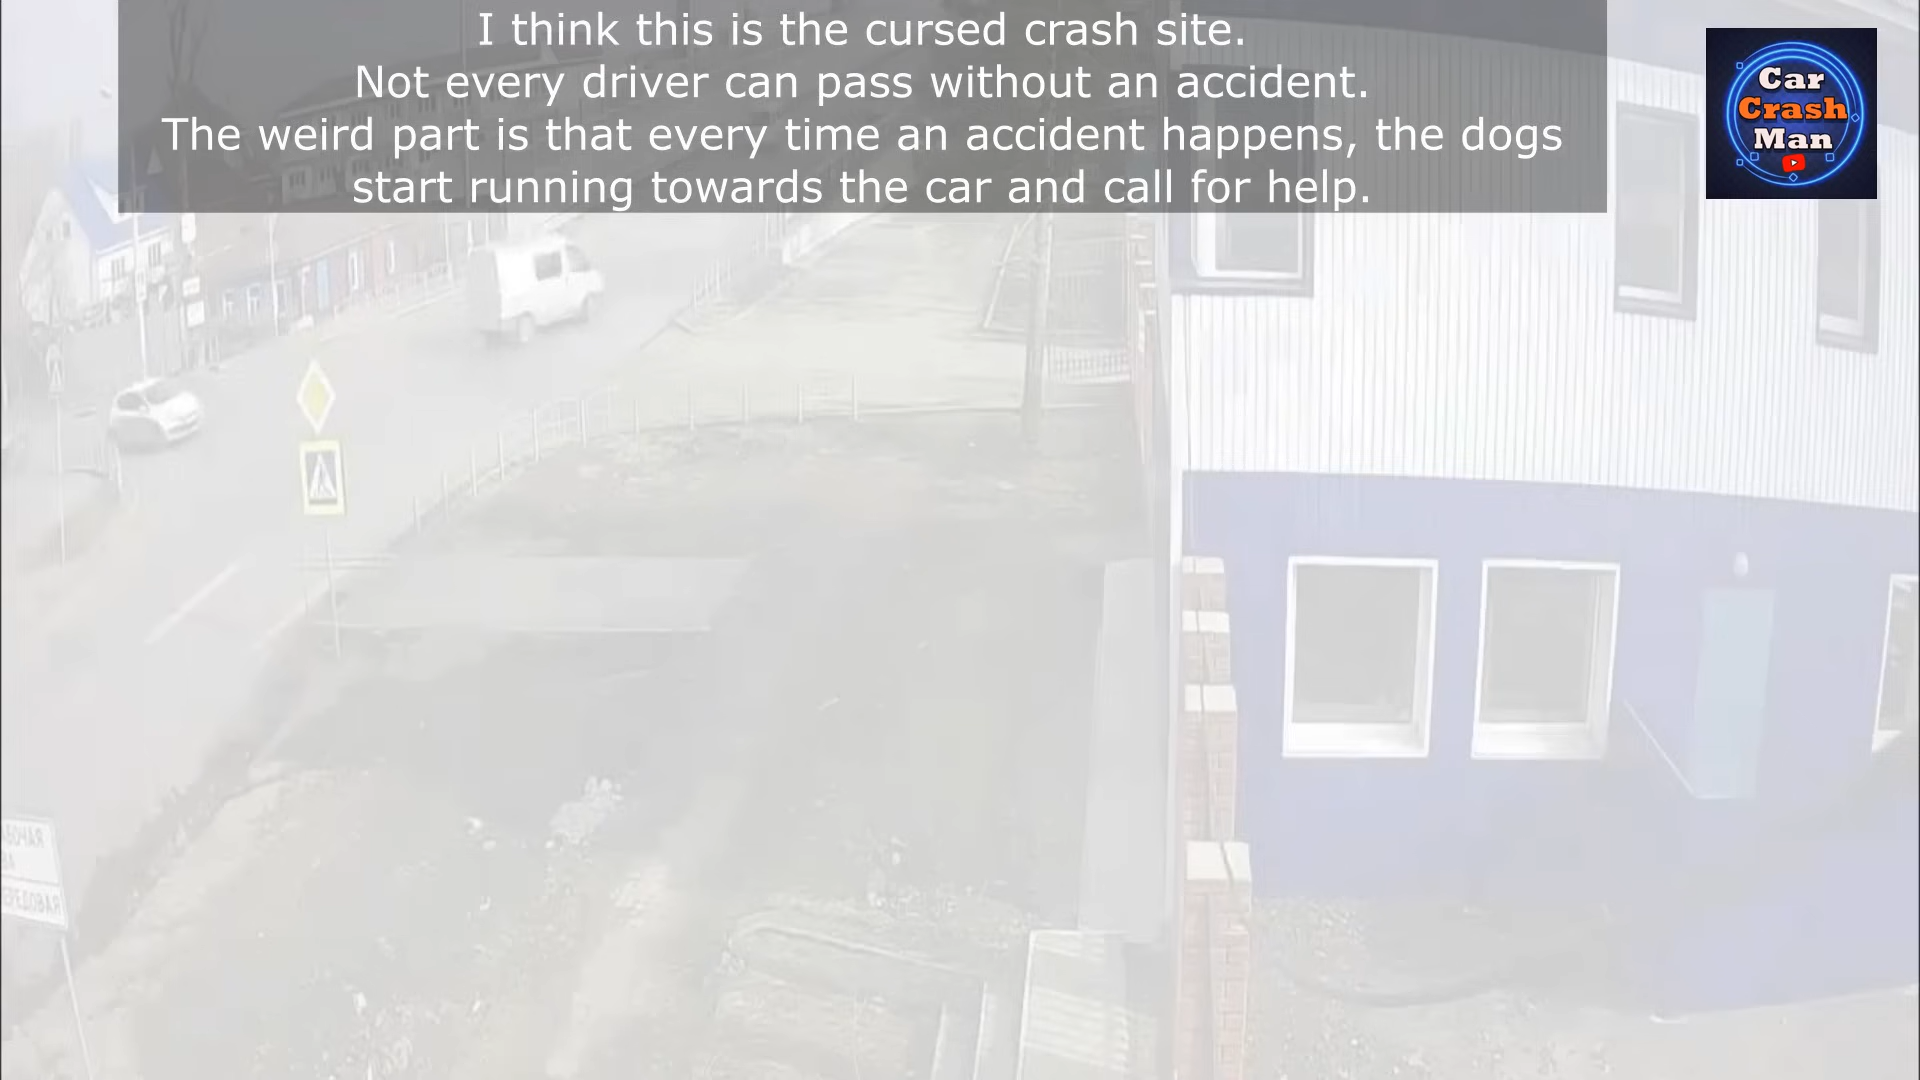 I think this is the cursed crash site.
Not every driver can pass without an accident.
The weird part is that every time an accident happens, the dogs
start running towards the car and call for help.
Car
Crash
Man